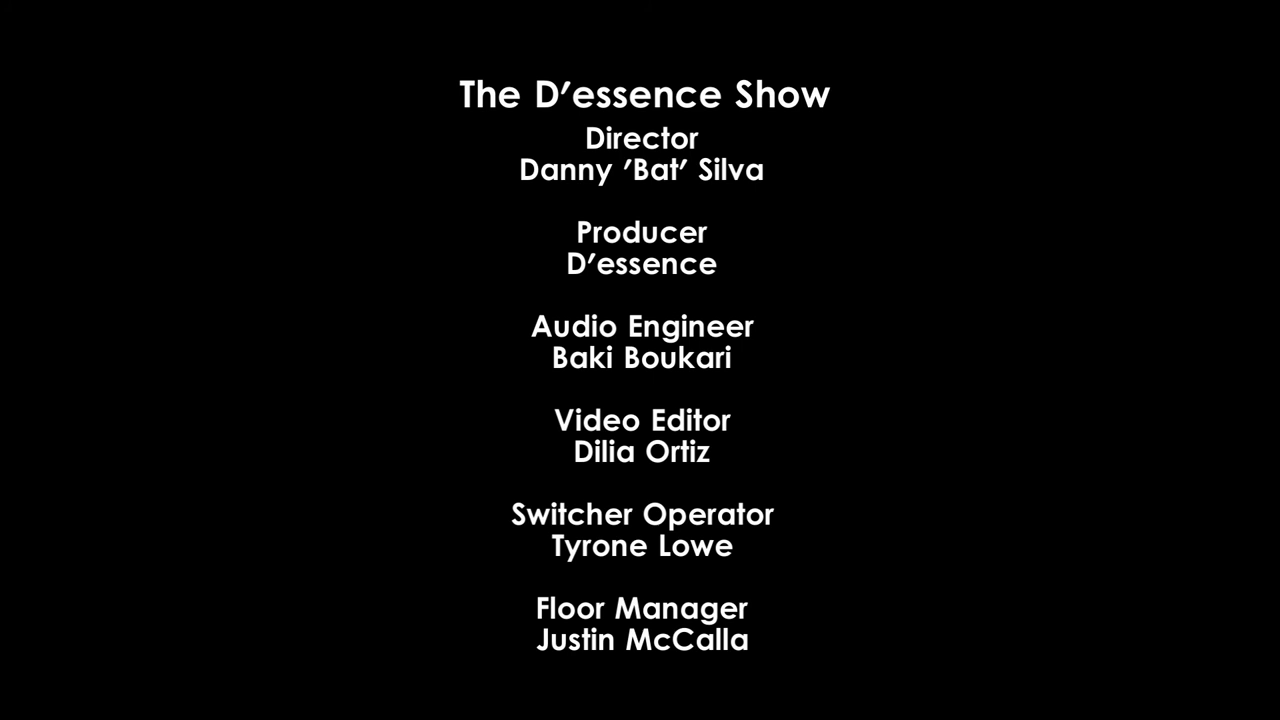 The D'essence Show
Director
Danny 'Bat' Silva
Producer
D'essence
Audio Engineer
Baki Boukari
Video Editor
Dilia Ortiz
Switcher Operator
Tyrone Lowe
Floor Manager
Justin McCalla